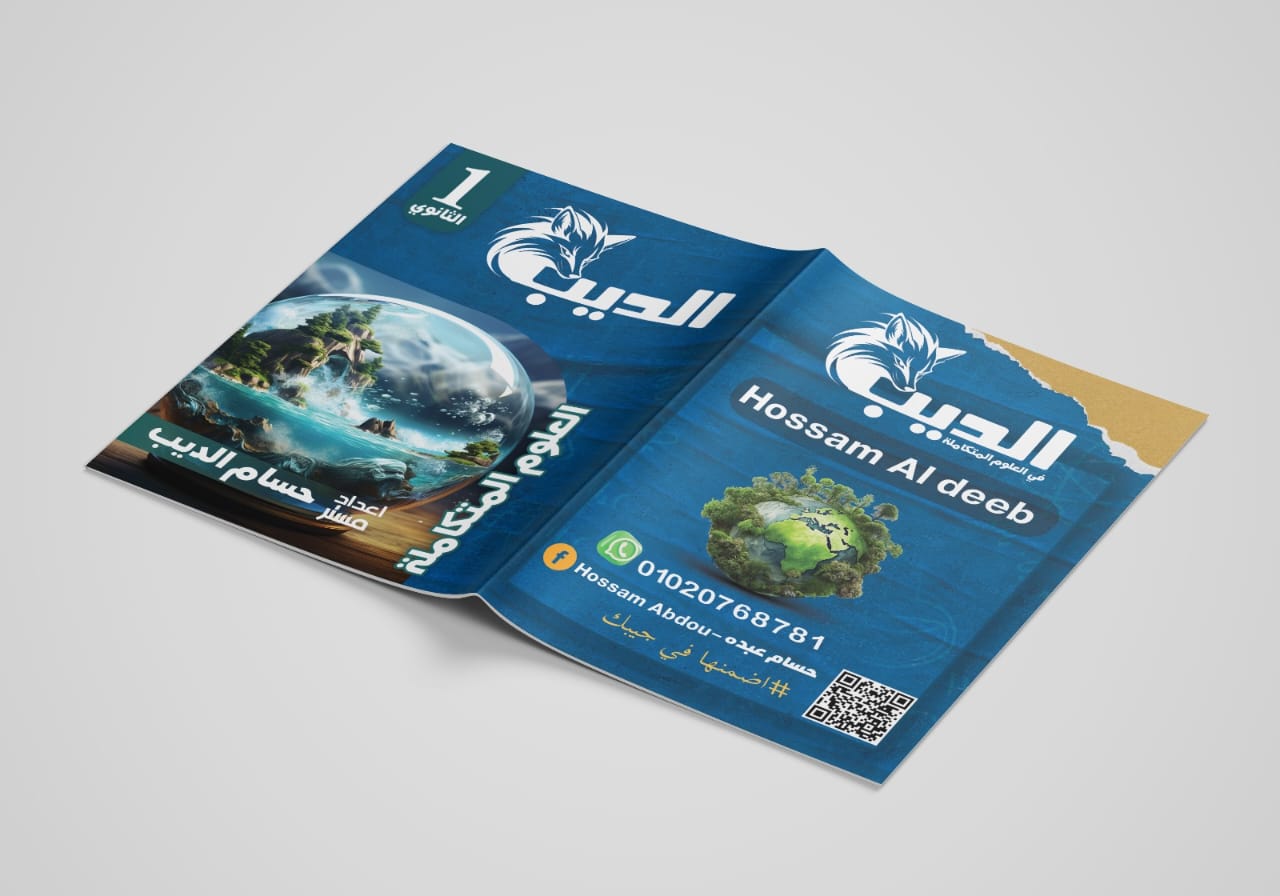 1
الثانوي
الديب
العلوم المتكاملة
اعداد
مستر
حسام الديب
الديب
في العلوم المتكاملة
Hossam Al deeb
01020768781
Hossam Abdou - حسام عبده
#اضمنها في جيبك